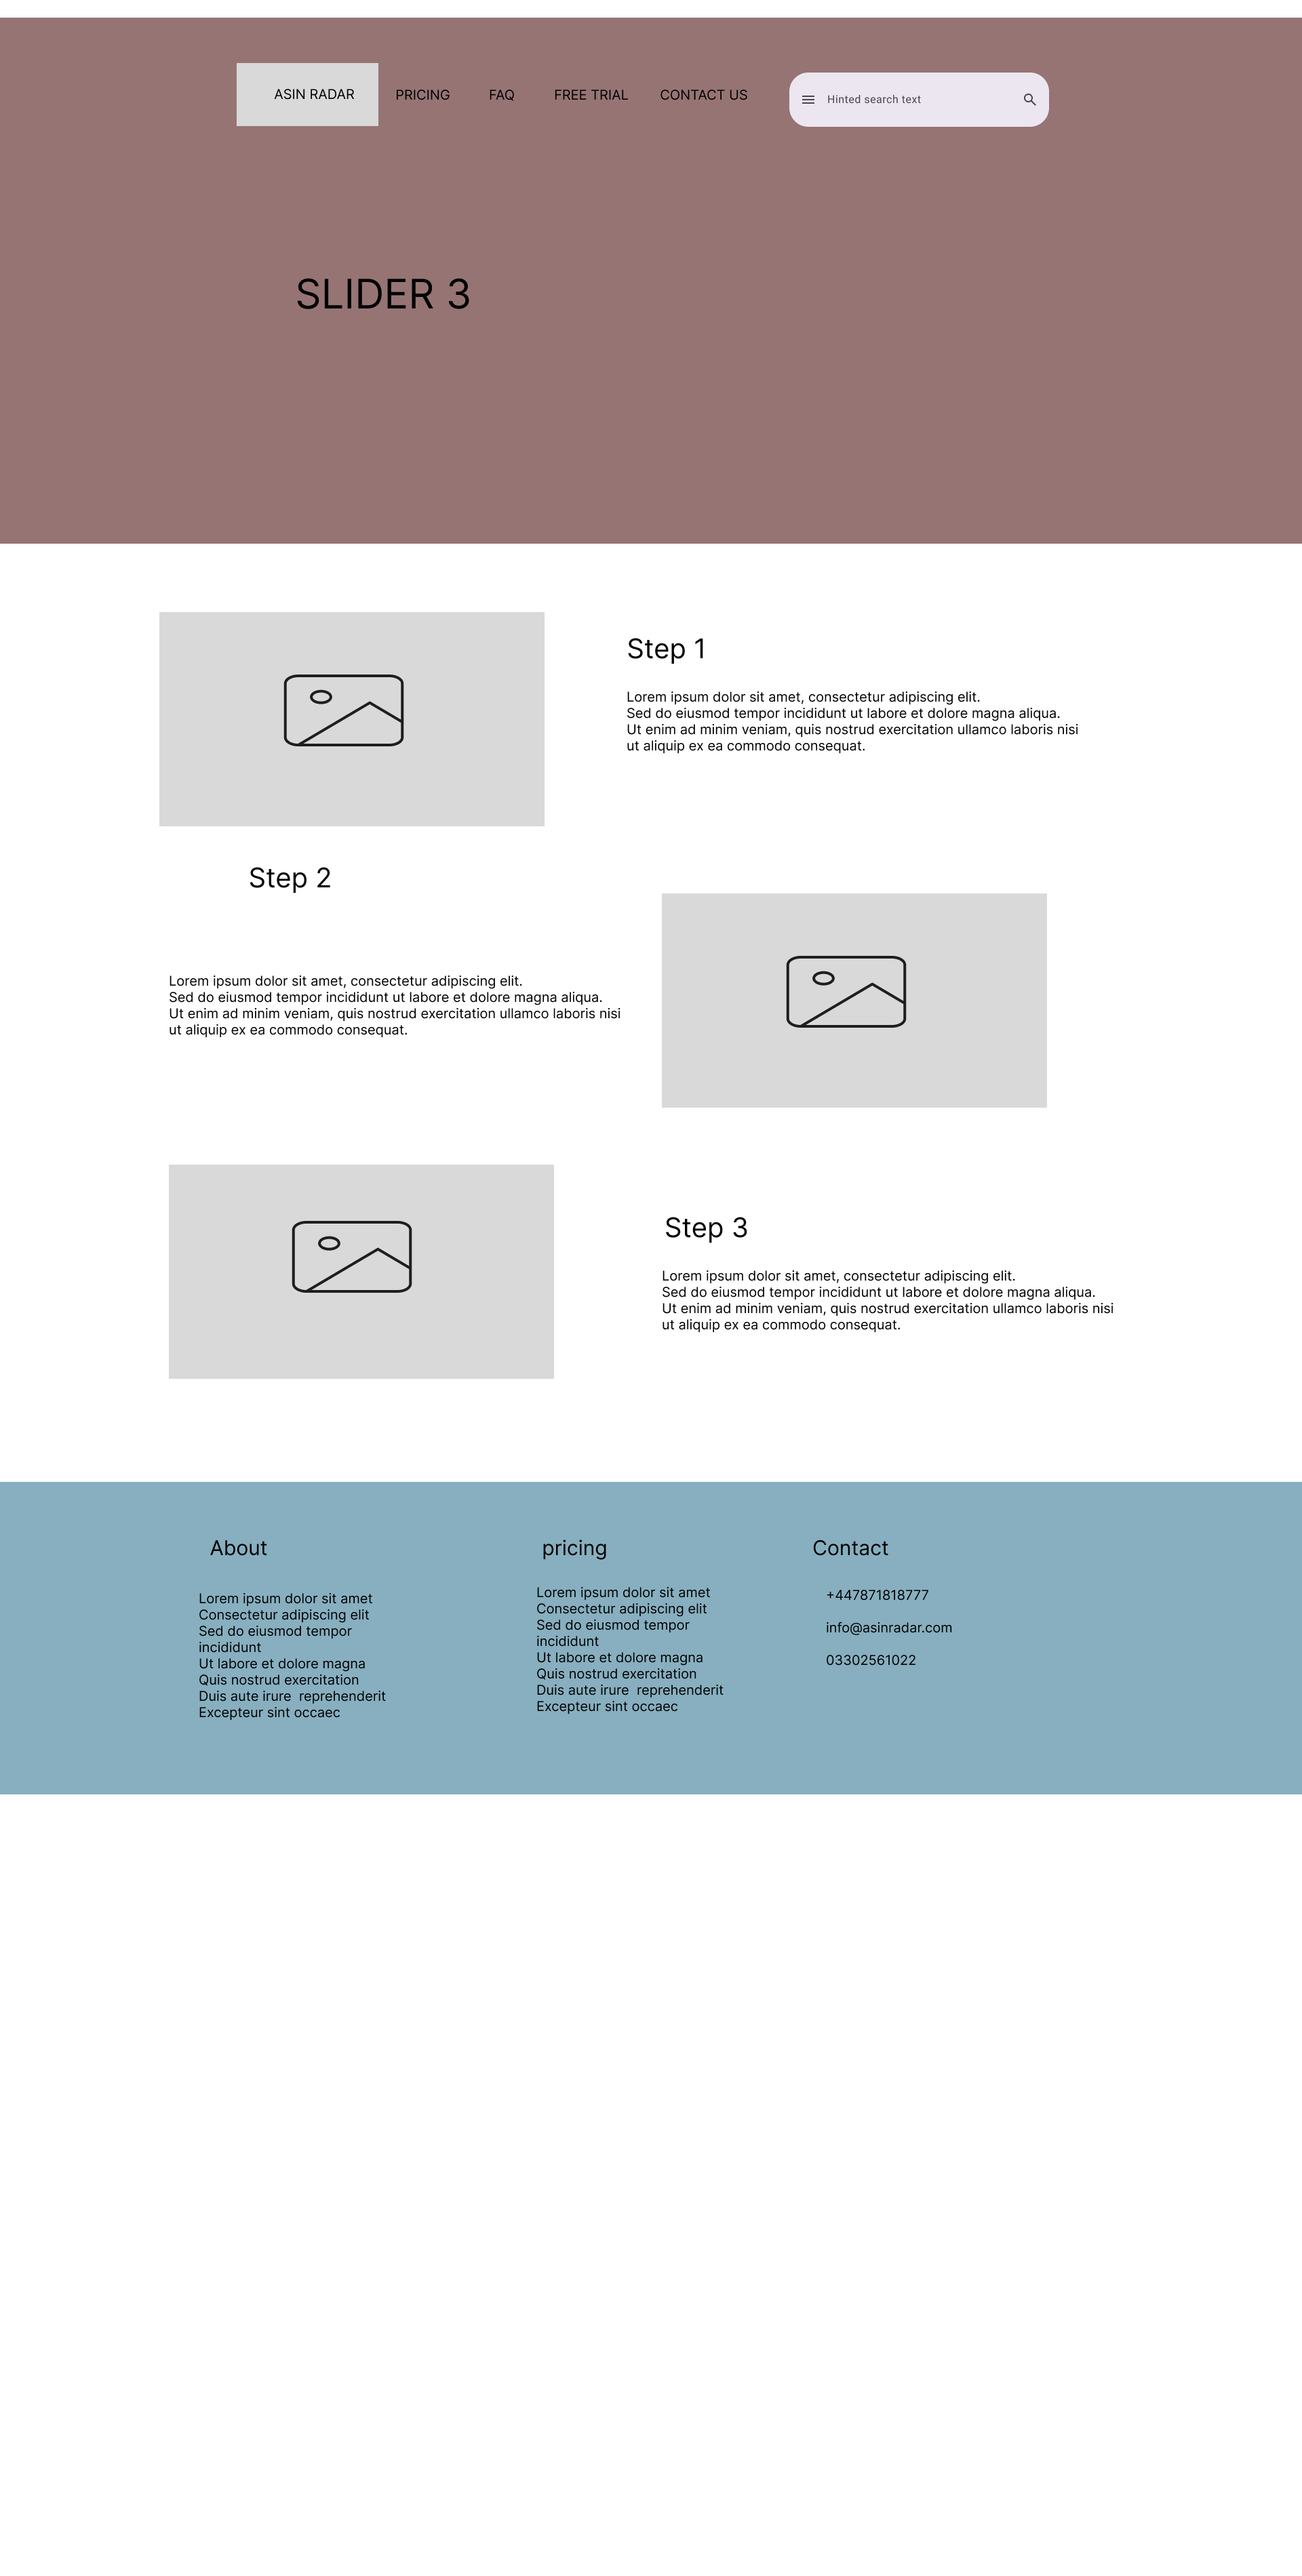 ASIN RADAR
PRICING
FAQ
FREE TRIAL
CONTACT US
Hinted search text
SLIDER 3
Step 1
Lorem ipsum dolor sit amet, consectetur adipiscing elit.
Sed do eiusmod tempor incididunt ut labore et dolore magna aliqua.
Ut enim ad minim veniam, quis nostrud exercitation ullamco laboris nisi
ut aliquip ex ea commodo consequat.
Step 2
Lorem ipsum dolor sit amet, consectetur adipiscing elit.
Sed do eiusmod tempor incididunt ut labore et dolore magna aliqua.
Ut enim ad minim veniam, quis nostrud exercitation ullamco laboris nisi
ut aliquip ex ea commodo consequat.
Step 3
Lorem ipsum dolor sit amet, consectetur adipiscing elit.
Sed do eiusmod tempor incididunt ut labore et dolore magna aliqua.
Ut enim ad minim veniam, quis nostrud exercitation ullamco laboris nisi
ut aliquip ex ea commodo consequat.
About
Lorem ipsum dolor sit amet
Consectetur adipiscing elit
Sed do eiusmod tempor
incididunt
Ut labore et dolore magna
Quis nostrud exercitation
Duis aute irure  reprehenderit
Excepteur sint occaec
pricing
Lorem ipsum dolor sit amet
Consectetur adipiscing elit
Sed do eiusmod tempor
incididunt
Ut labore et dolore magna
Quis nostrud exercitation
Duis aute irure  reprehenderit
Excepteur sint occaec
Contact
+447871818777
info@asinradar.com
03302561022